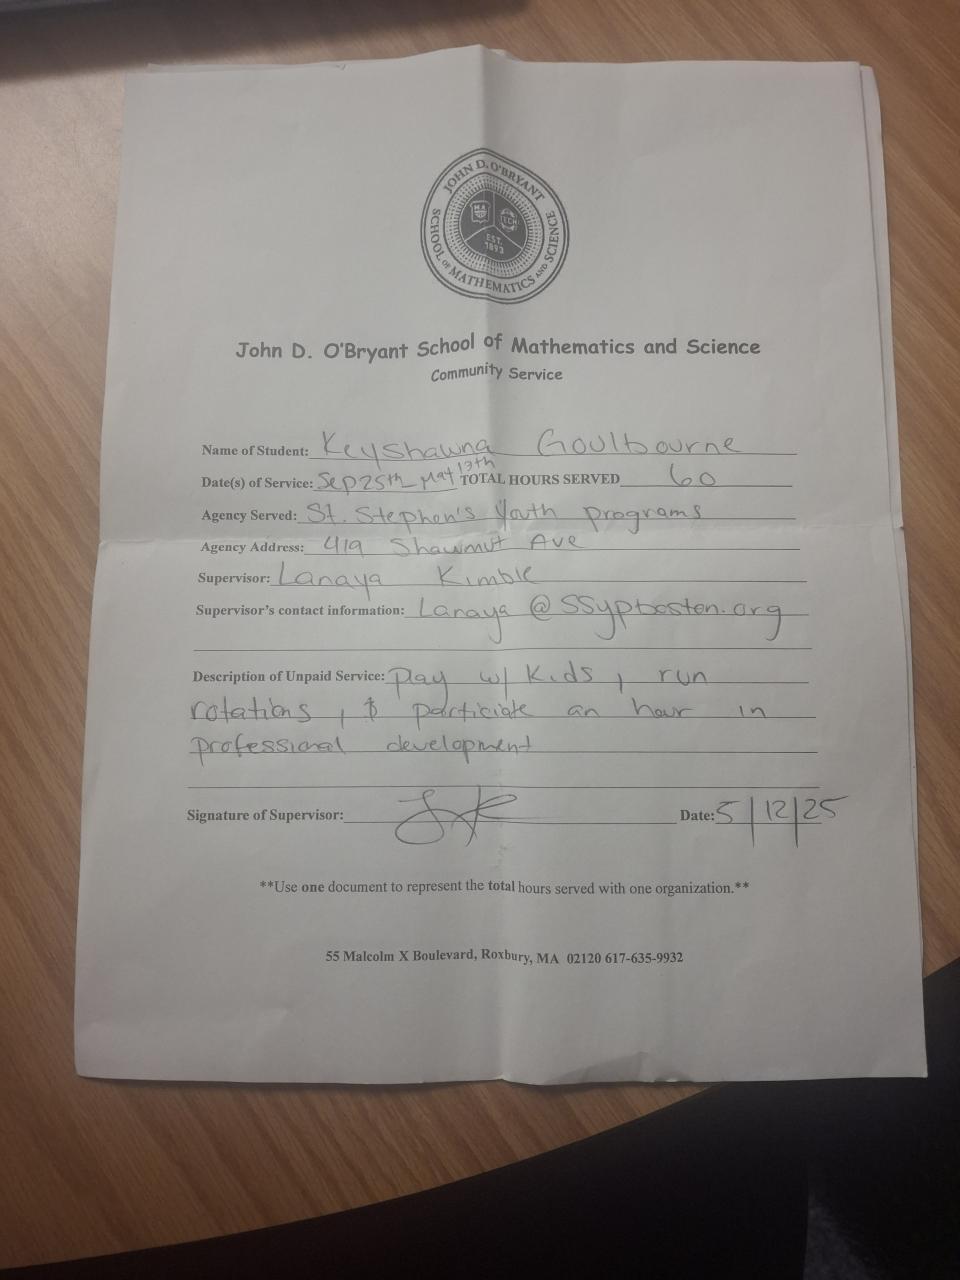 JOHN D. O'BRYANT
SCHOOL OF MATHEMATICS AND SCIENCE
EST.
1893
John D. O'Bryant School of Mathematics and Science
Community Service
Name of Student: Keyshawna Goulbourne
Date(s) of Service: Sep 25th - May 13th TOTAL HOURS SERVED 60
Agency Served: St. Stephen's Youth programs
Agency Address: 419 Shawmut Ave
Supervisor: Lanaya Kimble
Supervisor's contact information: Lanaya@SSypboston.org
Description of Unpaid Service: Play w/ Kids, run
rotations, & particiate an hour in
professional development
Signature of Supervisor: Date: 5/12/25
**Use one document to represent the total hours served with one organization.**
55 Malcolm X Boulevard, Roxbury, MA 02120 617-635-9932